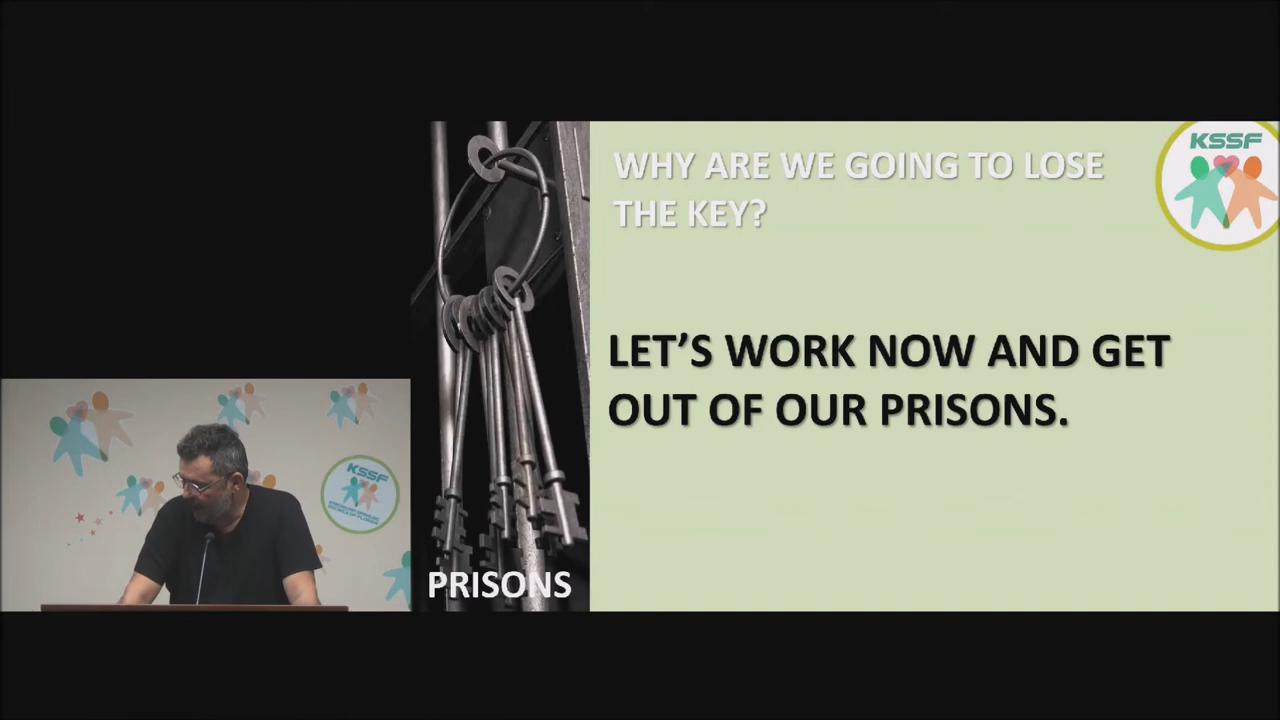 KSSF
WHY ARE WE GOING TO LOSE
THE KEY?
LET'S WORK NOW AND GET
OUT OF OUR PRISONS.
KSSF
PRISONS